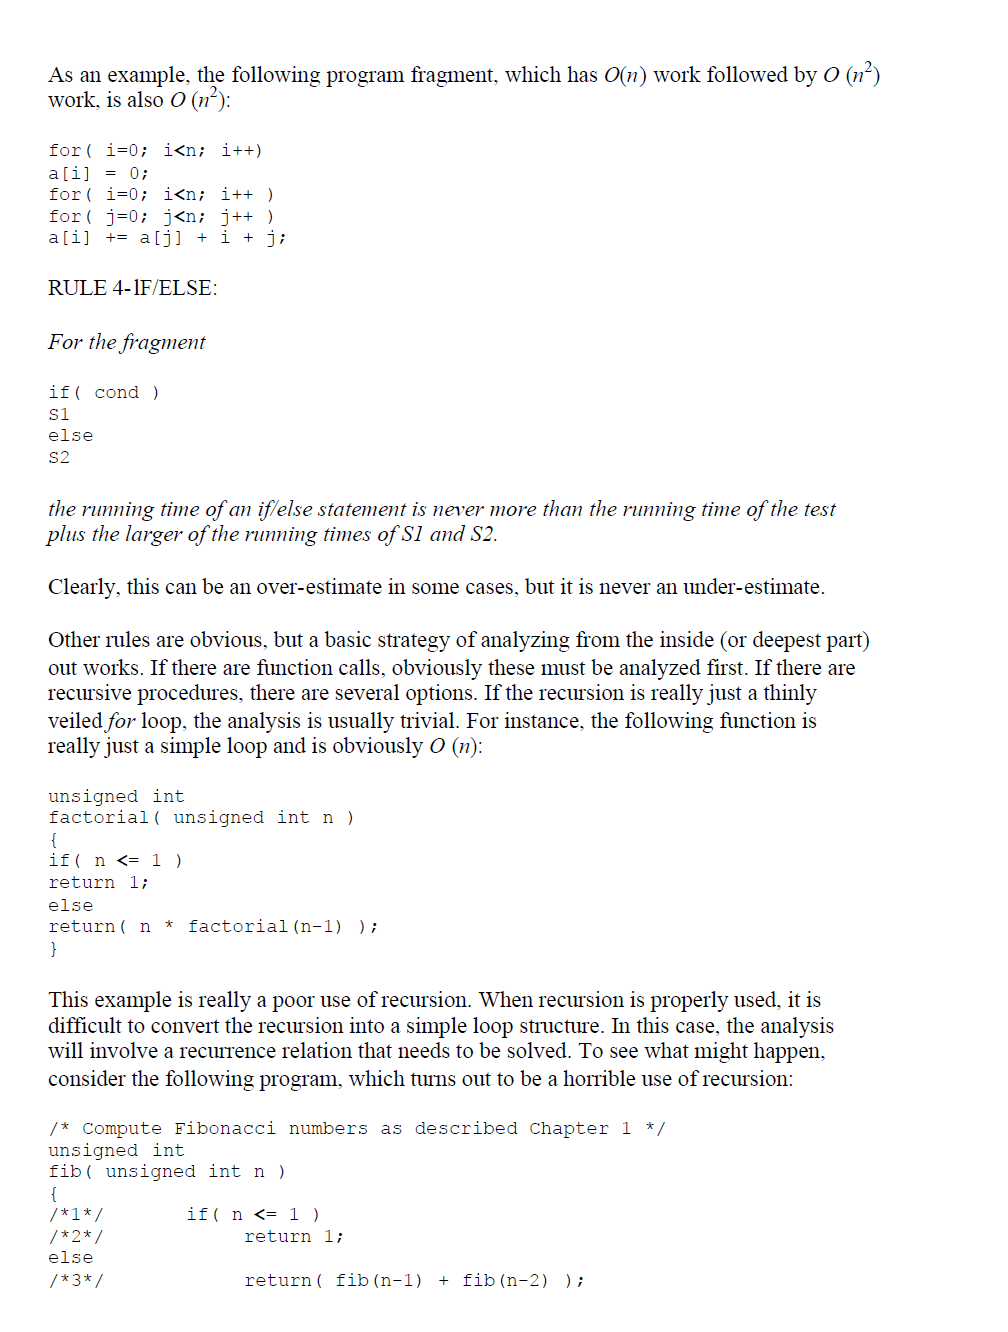 As an example, the following program fragment, which has O(n) work followed by O (n²)
work, is also O (n²):
for( i=0; i<n; i++)
a[i] = 0;
for( i=0; i<n; i++ )
for( j=0; j<n; j++ )
a[i] += a[j] + i + j;
RULE 4-lF/ELSE:
For the fragment
if( cond )
S1
else
S2
the running time of an if/else statement is never more than the running time of the test
plus the larger of the running times of S1 and S2.
Clearly, this can be an over-estimate in some cases, but it is never an under-estimate.
Other rules are obvious, but a basic strategy of analyzing from the inside (or deepest part)
out works. If there are function calls, obviously these must be analyzed first. If there are
recursive procedures, there are several options. If the recursion is really just a thinly
veiled for loop, the analysis is usually trivial. For instance, the following function is
really just a simple loop and is obviously O (n):
unsigned int
factorial( unsigned int n )
{
if( n <= 1 )
return 1;
else
return( n * factorial(n-1) );
}
This example is really a poor use of recursion. When recursion is properly used, it is
difficult to convert the recursion into a simple loop structure. In this case, the analysis
will involve a recurrence relation that needs to be solved. To see what might happen,
consider the following program, which turns out to be a horrible use of recursion:
/* Compute Fibonacci numbers as described Chapter 1 */
unsigned int
fib( unsigned int n )
{
/*1*/ if( n <= 1 )
/*2*/ return 1;
else
/*3*/ return( fib(n-1) + fib(n-2) );